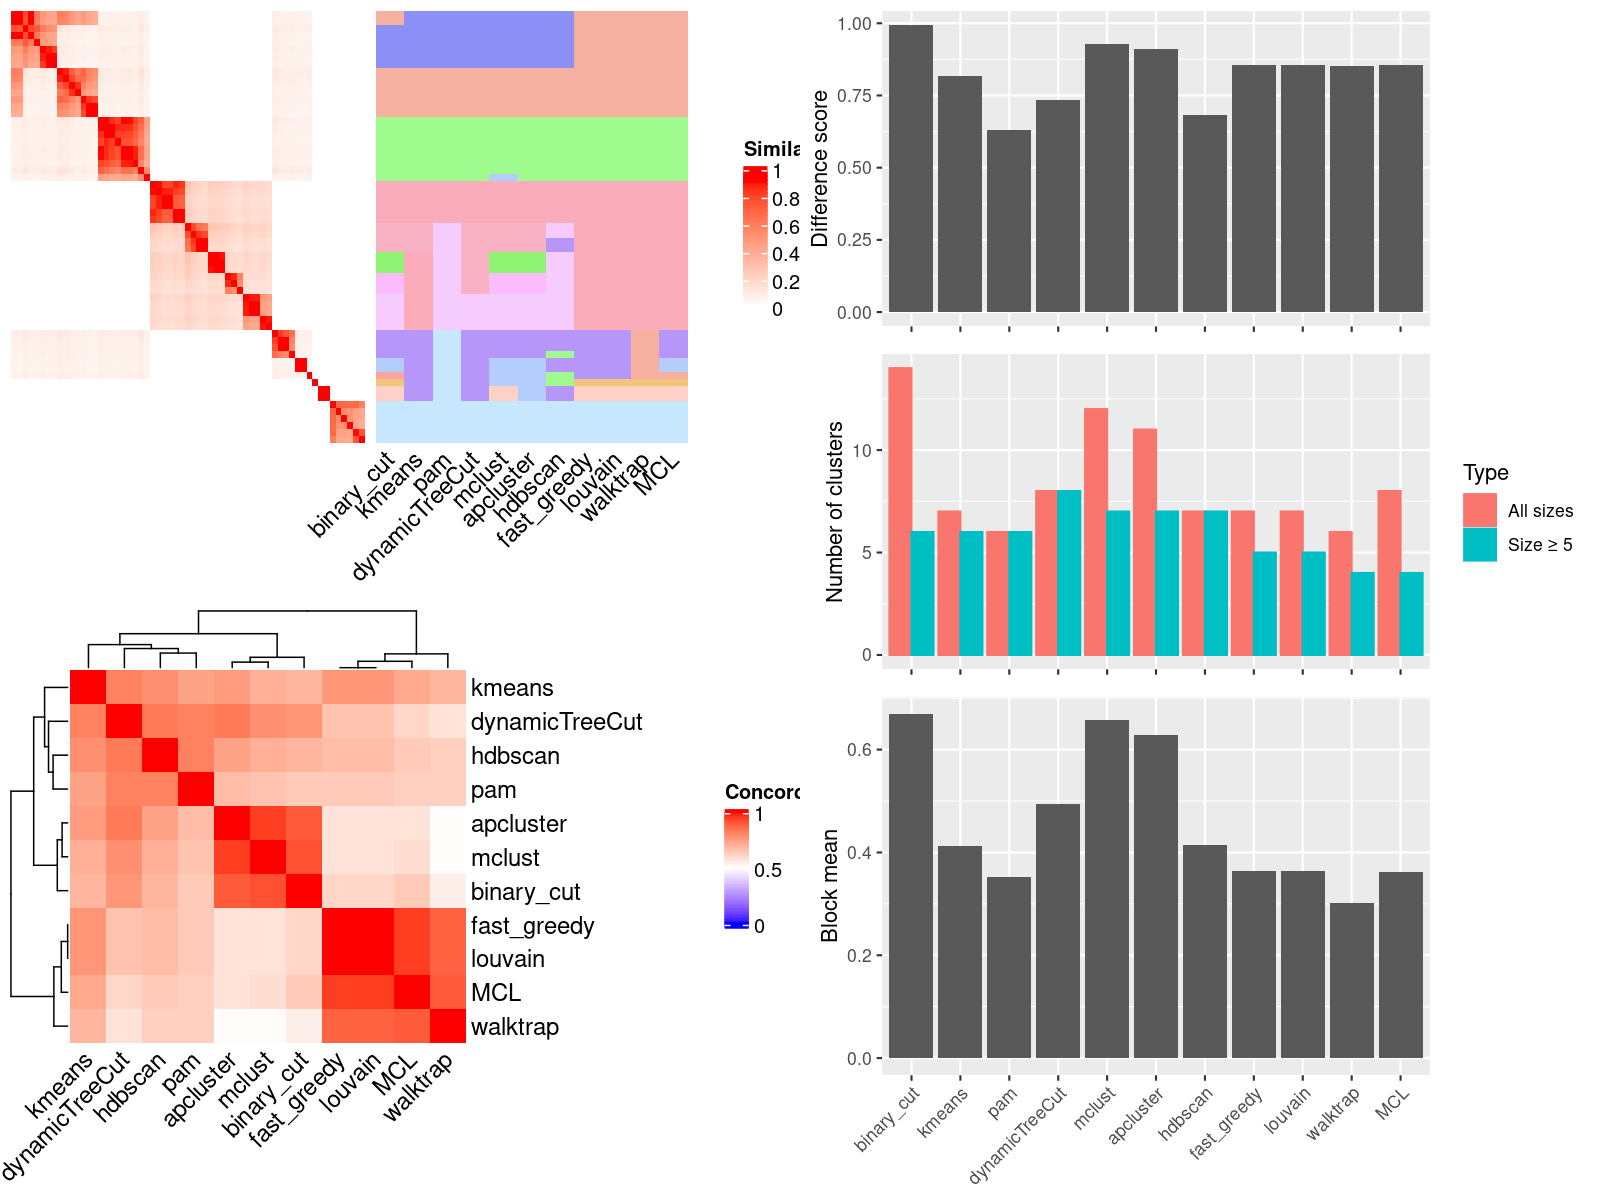 Simila
1
0.8
0.6
0.4
0.2
0
binary_cut
kmeans
pam
dynamicTreeCut
mclust
apcluster
hdbscan
fast_greedy
louvain
walktrap
MCL
kmeans
dynamicTreeCut
hdbscan
pam
apcluster
mclust
binary_cut
fast_greedy
louvain
MCL
walktrap
kmeans
dynamicTreeCut
hdbscan
pam
apcluster
mclust
binary_cut
fast_greedy
louvain
MCL
walktrap
Concord
1
0.5
0
Difference score
1.00
0.75
0.50
0.25
0.00
Number of clusters
10
5
0
Type
All sizes
Size ≥ 5
Block mean
0.6
0.4
0.2
0.0
binary_cut
kmeans
pam
dynamicTreeCut
mclust
apcluster
hdbscan
fast_greedy
louvain
walktrap
MCL